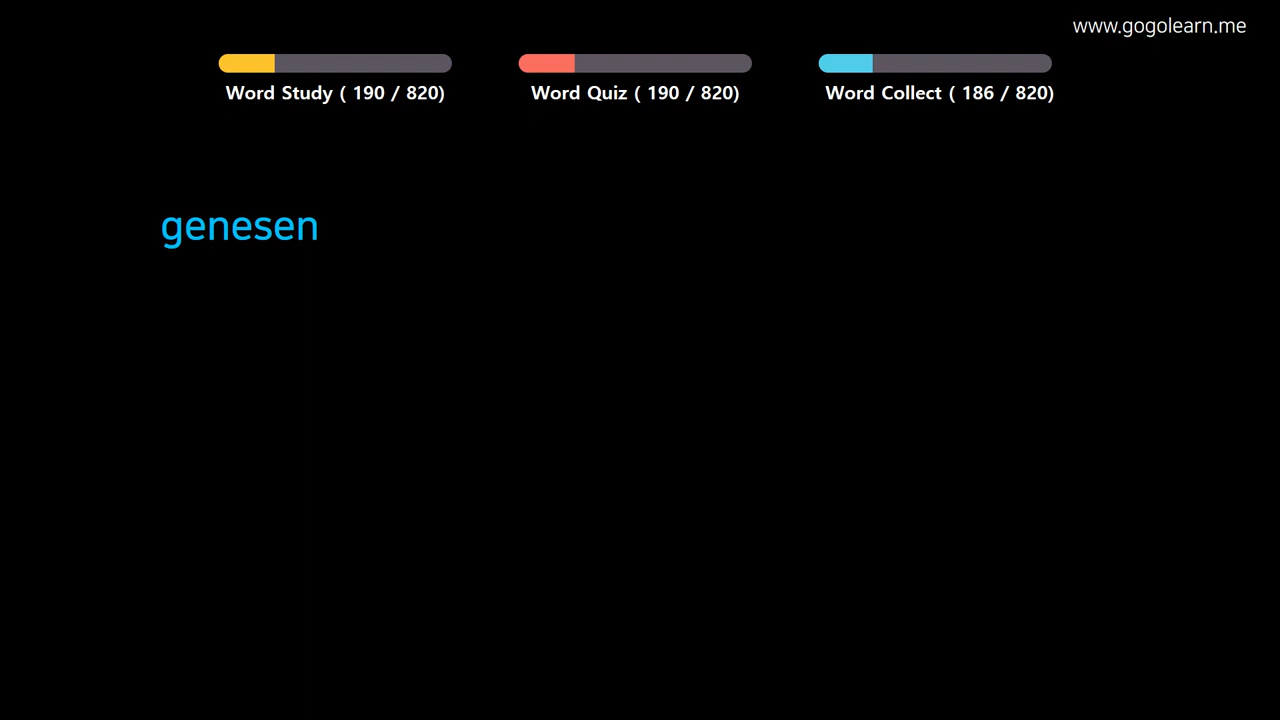 www.gogolearn.me
Word Study ( 190 / 820)
Word Quiz ( 190 / 820)
Word Collect ( 186 / 820)
genesen